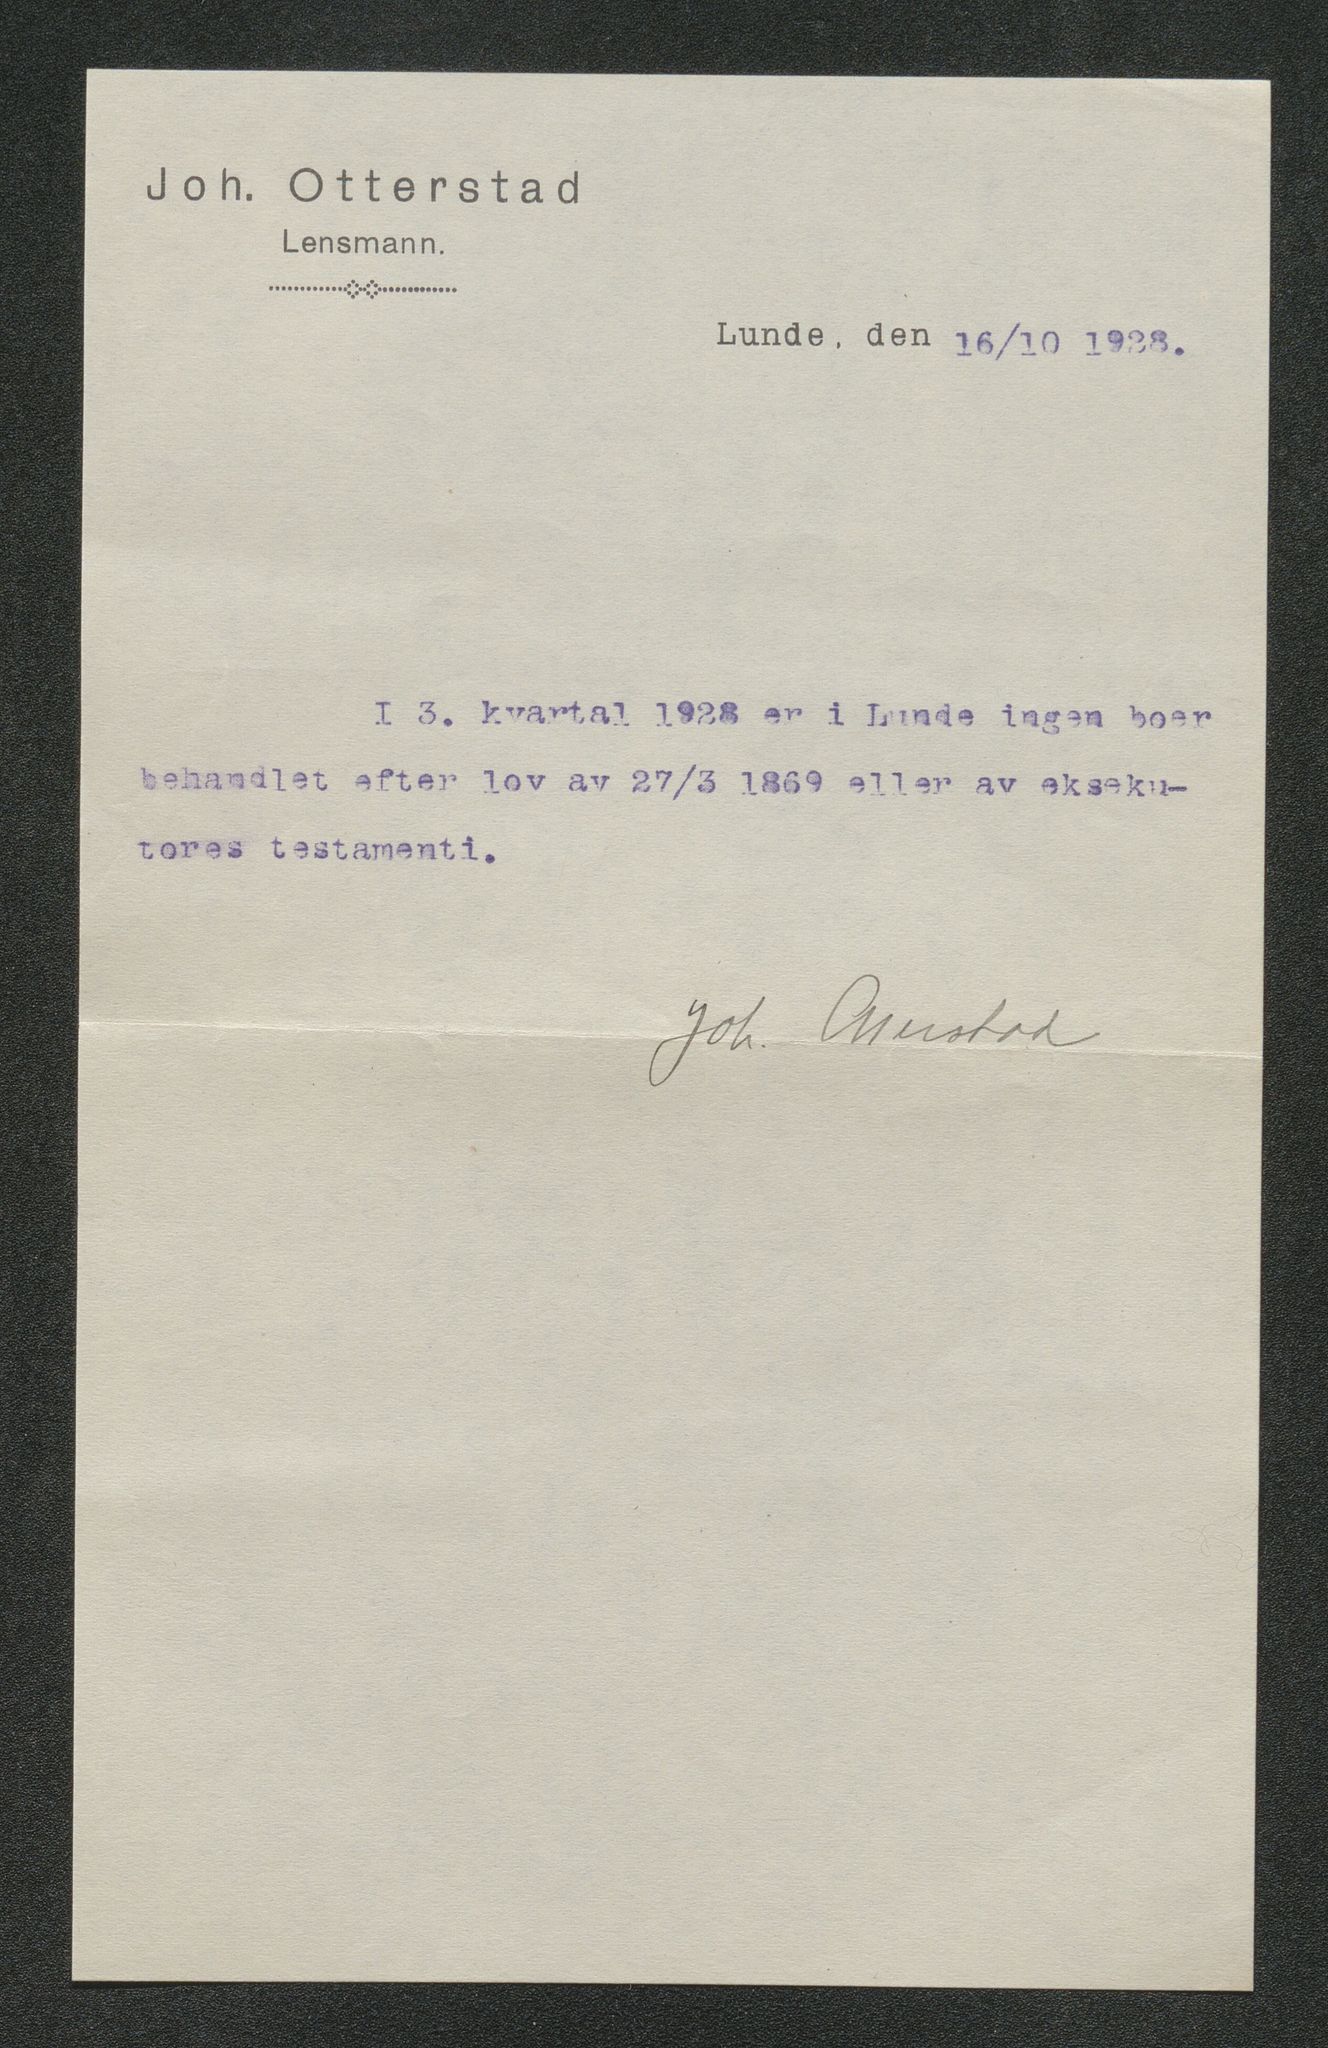 Joh. Otterstad
Lensmann.
Lunde, den 16/10 1928.
I 3. kvartal 1928 er i Lunde ingen boer
behandlet efter lov av 27/3 1869 eller av ekseku-
tores testamenti.
Joh. Otterstad